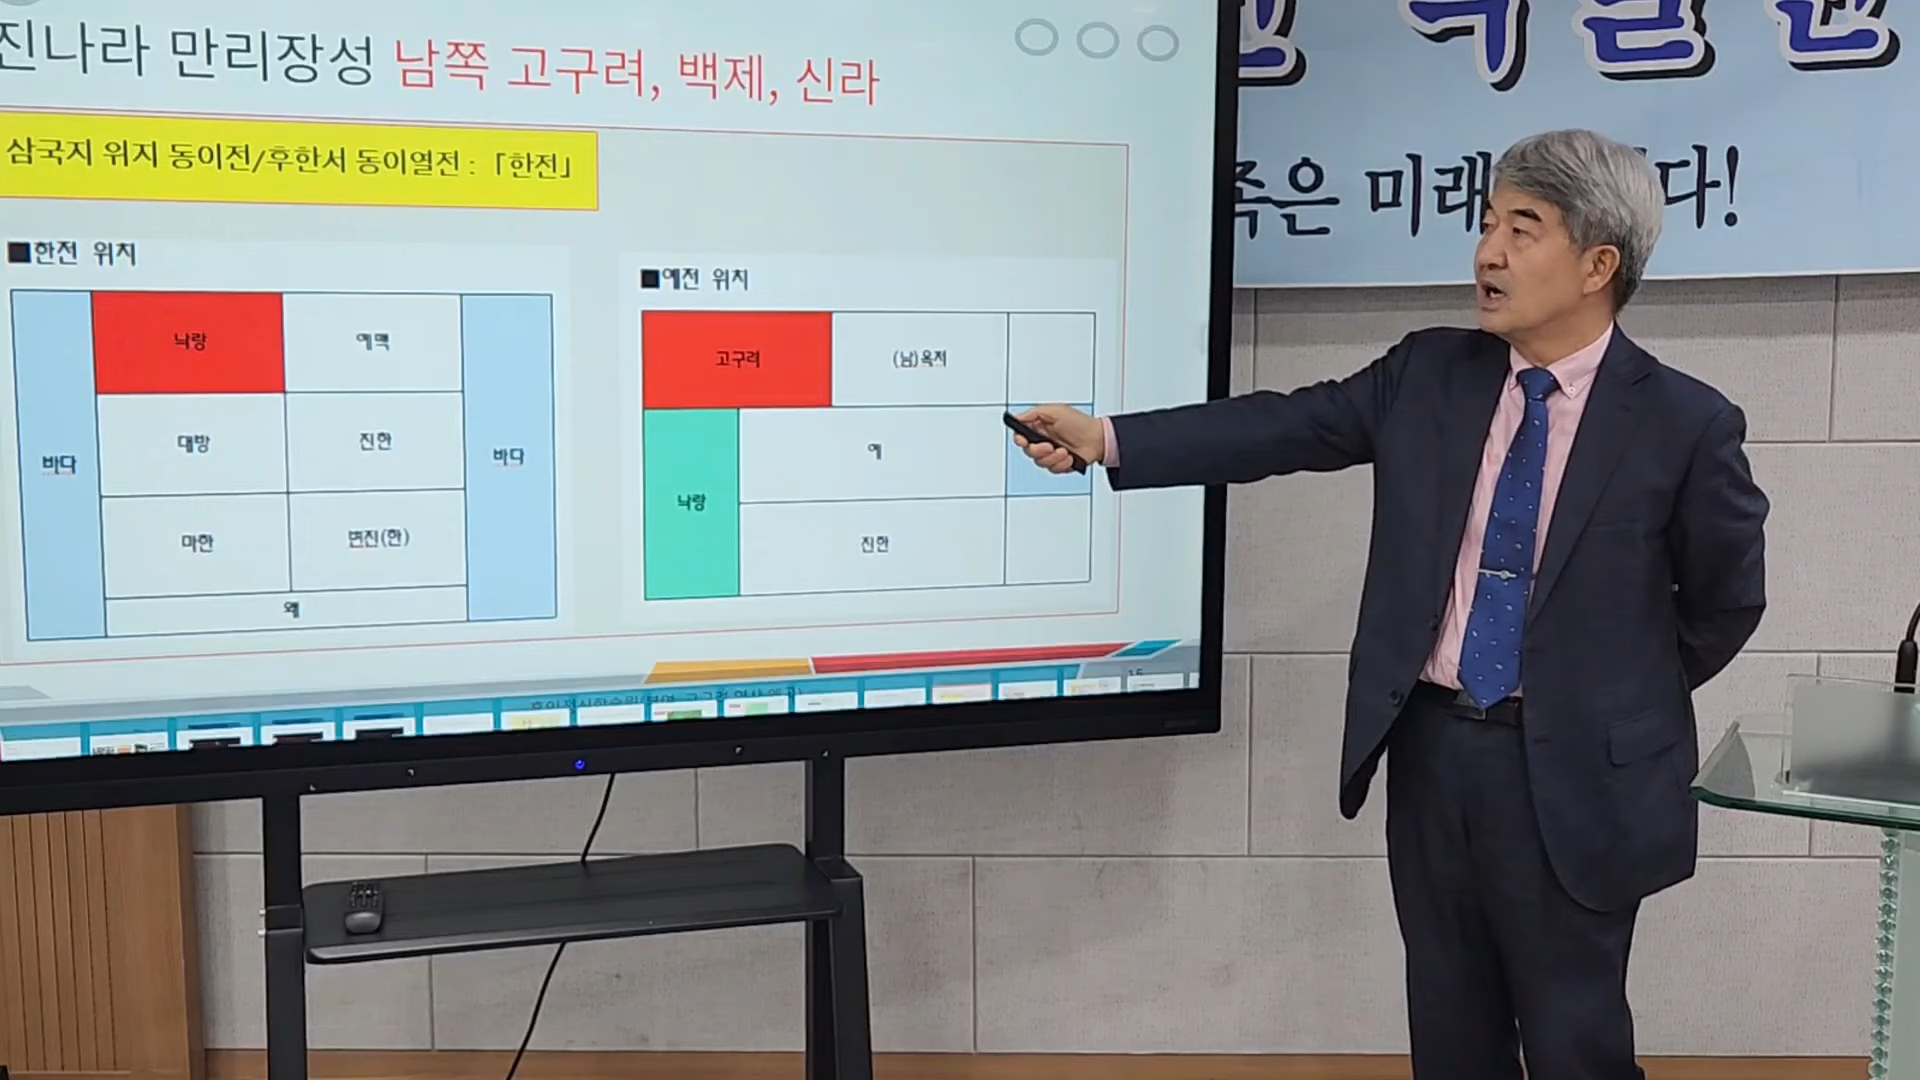 진나라 만리장성 남쪽 고구려, 백제, 신라
삼국지 위지 동이전/후한서 동이열전 : 「한전」
■한전 위치
낙랑
예맥
바다
대방
진한
바다
마한
변진(한)
왜
■예전 위치
고구려
(남)옥저
예
낙랑
진한
15
족은 미래
다!